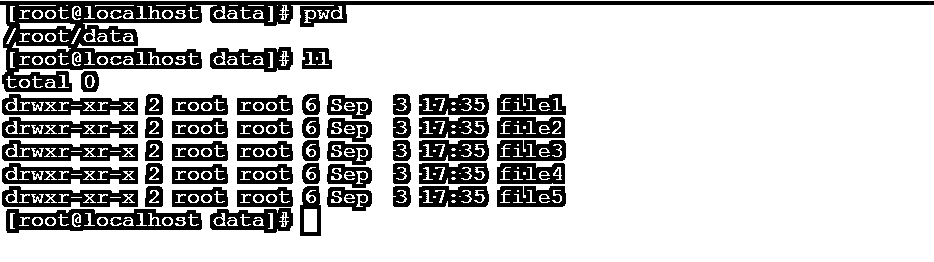 [root@localhost data]# pwd
/root/data
[root@localhost data]# ll
total 0
drwxr-xr-x 2 root root 6 Sep  3 17:35 file1
drwxr-xr-x 2 root root 6 Sep  3 17:35 file2
drwxr-xr-x 2 root root 6 Sep  3 17:35 file3
drwxr-xr-x 2 root root 6 Sep  3 17:35 file4
drwxr-xr-x 2 root root 6 Sep  3 17:35 file5
[root@localhost data]#